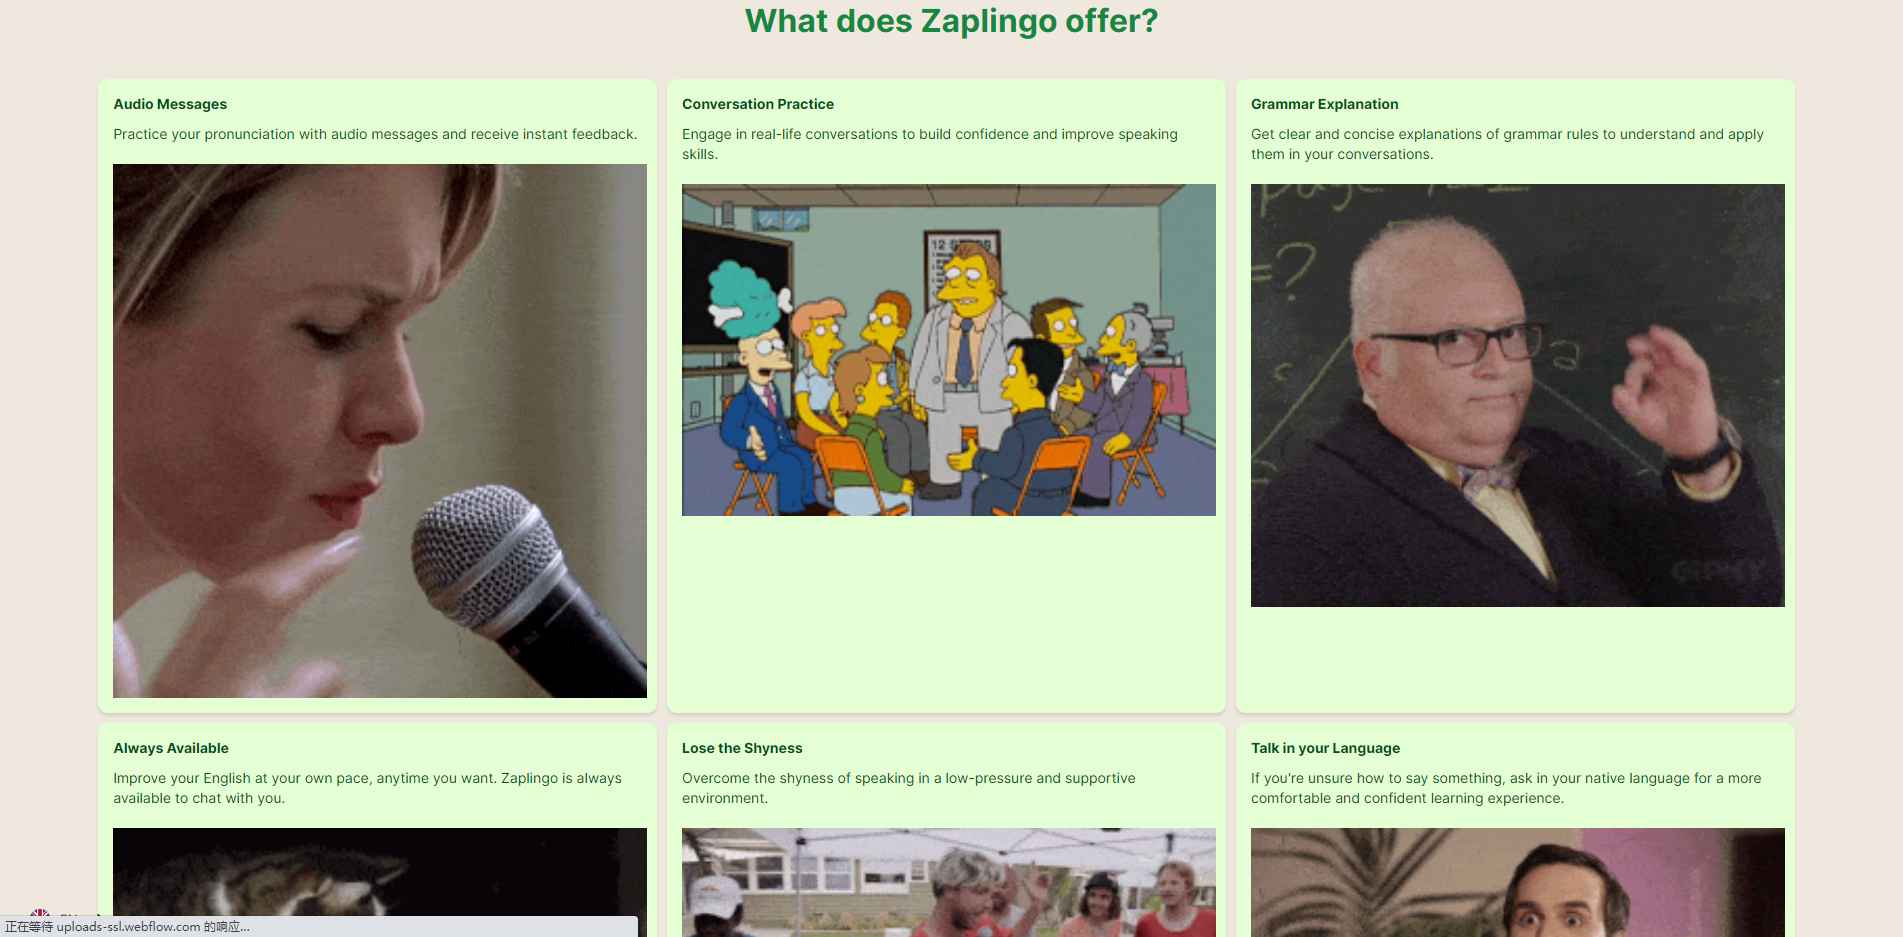 What does Zaplingo offer?
Audio Messages
Practice your pronunciation with audio messages and receive instant feedback.
Conversation Practice
Engage in real-life conversations to build confidence and improve speaking
skills.
12
Grammar Explanation
Get clear and concise explanations of grammar rules to understand and apply
them in your conversations.
=?
a
GIPHY
Always Available
Improve your English at your own pace, anytime you want. Zaplingo is always
available to chat with you.
Lose the Shyness
Overcome the shyness of speaking in a low-pressure and supportive
environment.
Talk in your Language
If you're unsure how to say something, ask in your native language for a more
comfortable and confident learning experience.
正在等待 uploads-ssl.webflow.com 的响应...